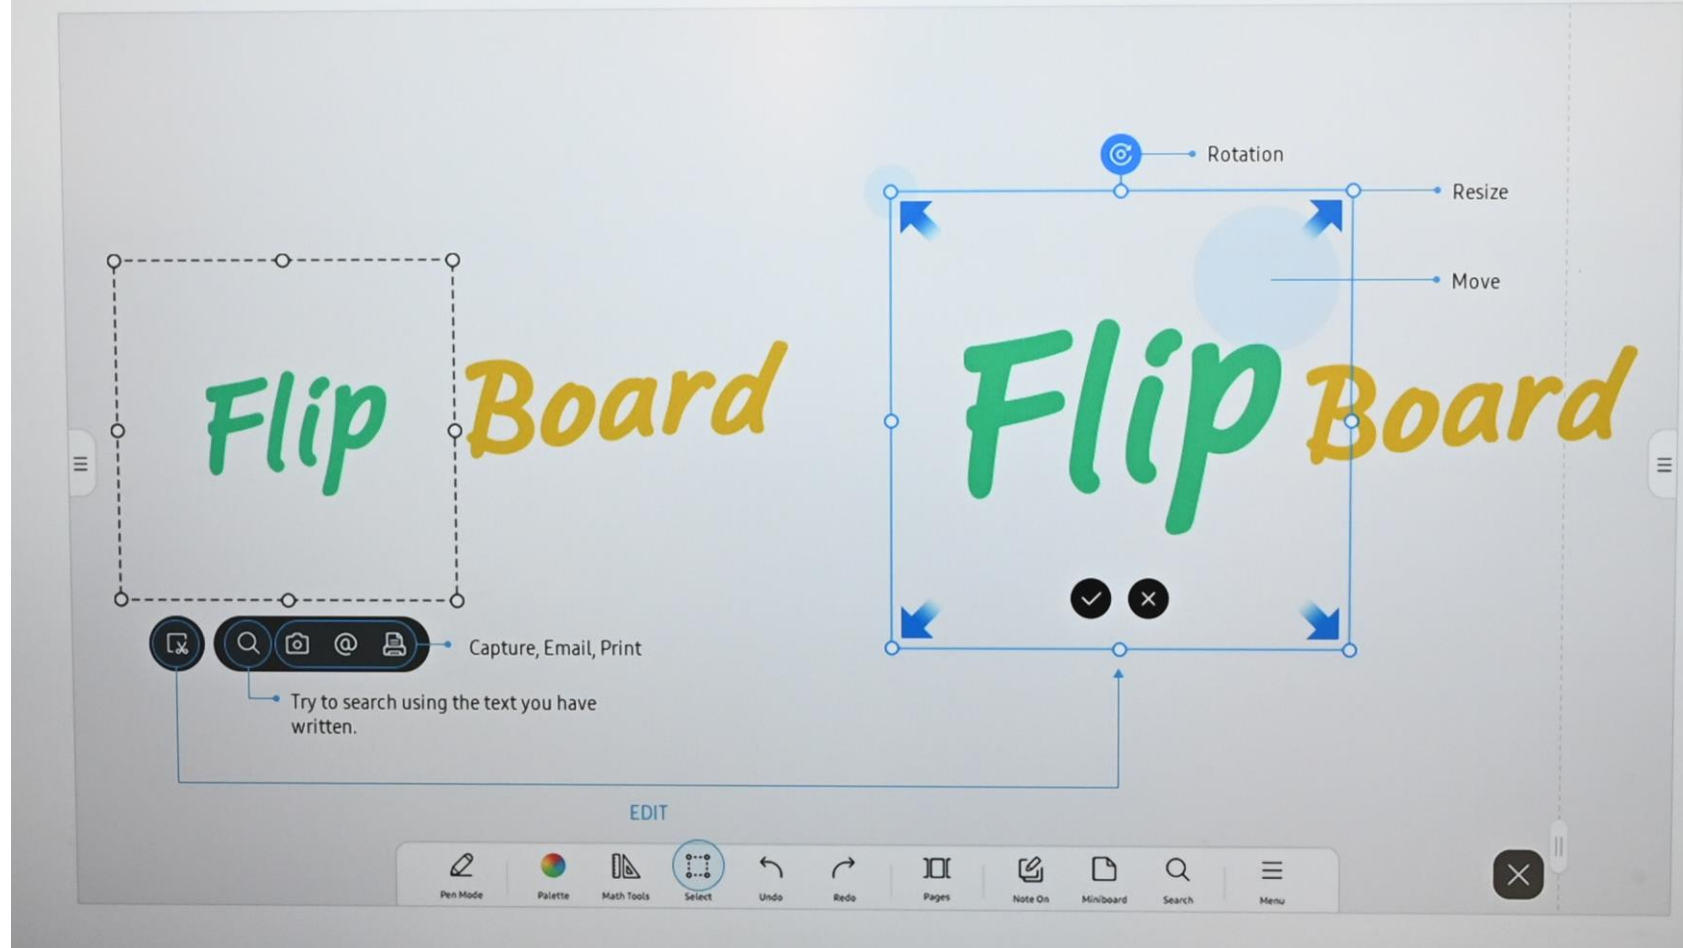 Rotation
Resize
Move
Flip Board
Flip Board
Capture, Email, Print
Try to search using the text you have
written.
EDIT
Pen Mode Palette Math Tools Select Undo Redo Pages Note On Miniboard Search Menu